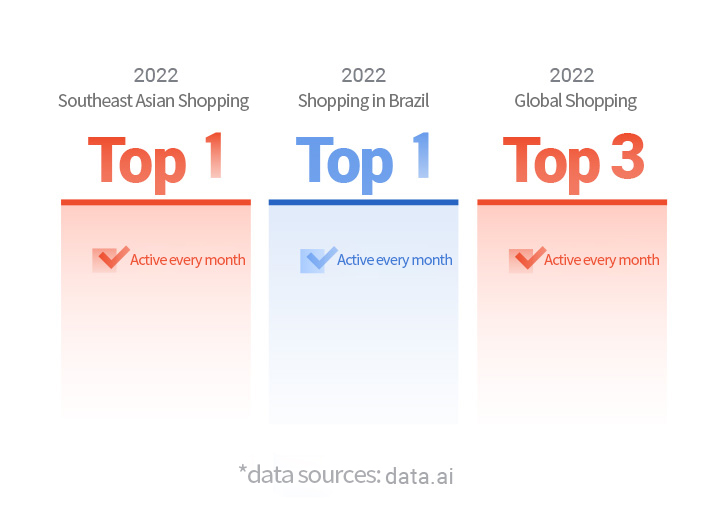 2022
Southeast Asian Shopping
Top 1
Active every month
2022
Shopping in Brazil
Top 1
Active every month
2022
Global Shopping
Top 3
Active every month
*data sources: data.ai